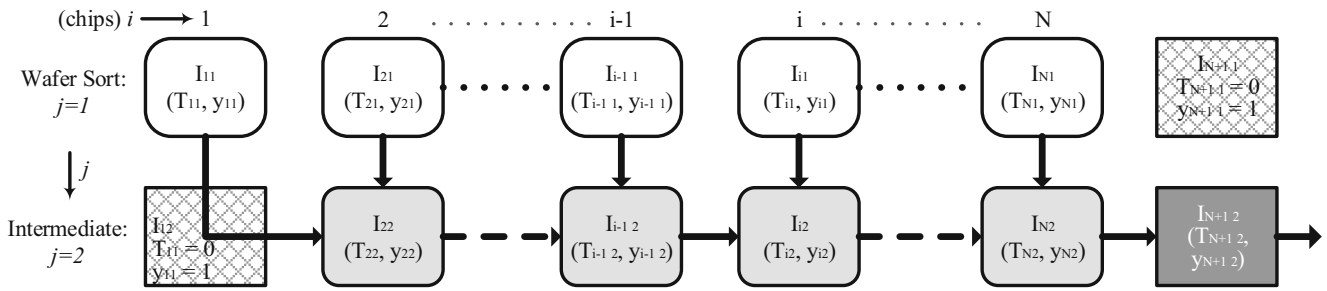 (chips) i 1 2 . . . . . . . . . . . i-1 i . . . . . . . . . . . N
Wafer Sort:
j=1
I11
(T11, y11)
I21
(T21, y21)
Ii-1 1
(Ti-1 1, yi-1 1)
Ii1
(Ti1, yi1)
IN1
(TN1, yN1)
IN+1 1
TN+1 1 = 0
yN+1 1 = 1
j
Intermediate:
j=2
I12
T11 = 0
y11 = 1
I22
(T22, y22)
Ii-1 2
(Ti-1 2, yi-1 2)
Ii2
(Ti2, yi2)
IN2
(TN2, yN2)
IN+1 2
(TN+1 2,
yN+1 2)